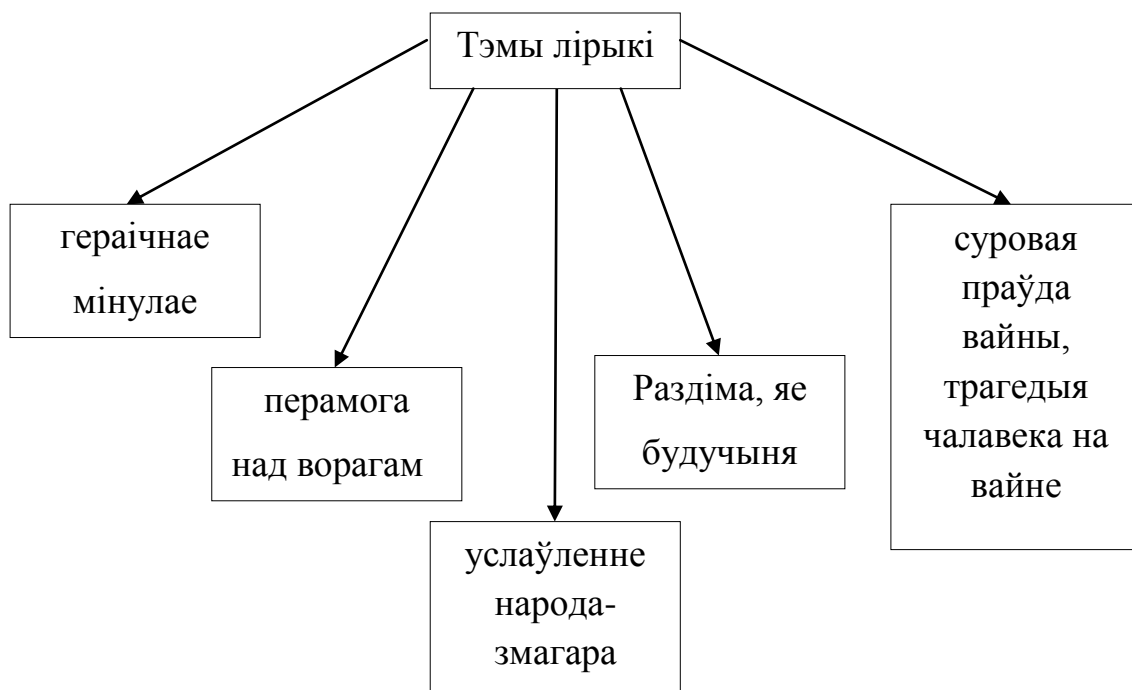 Тэмы лірыкі
гераічнае
мінулае
перамога
над ворагам
услаўленне
народа-
змагара
Раздіма, яе
будучыня
суровая
праўда
вайны,
трагедыя
чалавека на
вайне